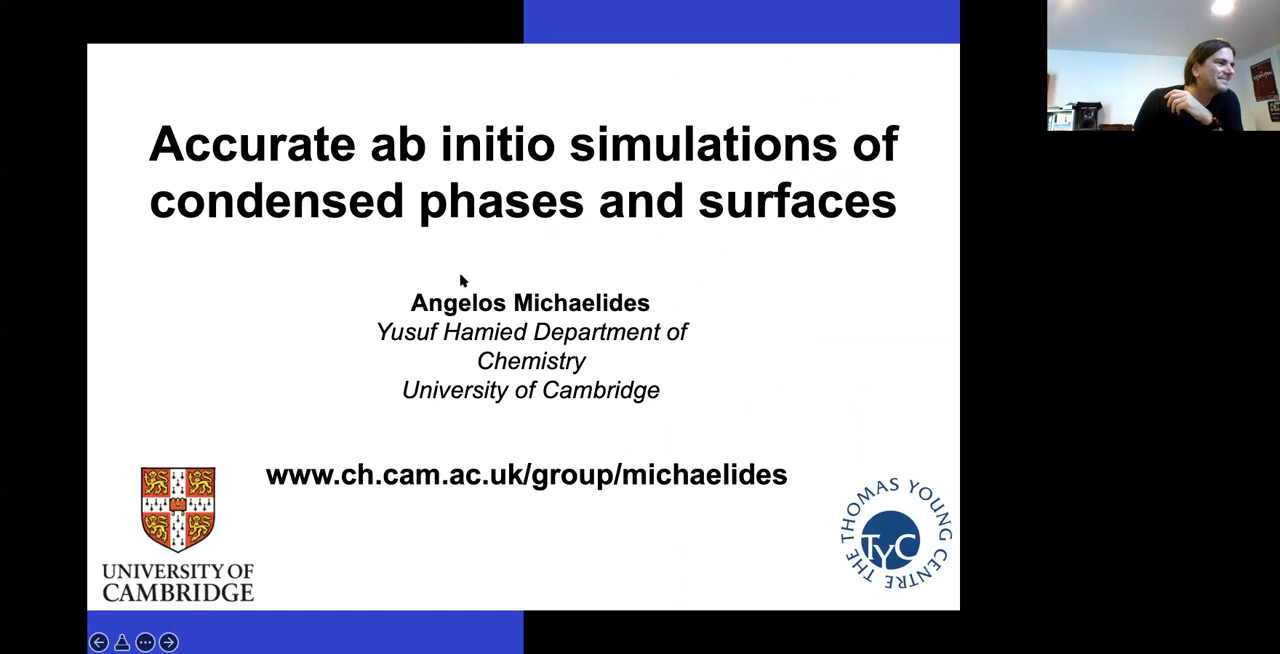 Accurate ab initio simulations of
condensed phases and surfaces
Angelos Michaelides
Yusuf Hamied Department of
Chemistry
University of Cambridge
www.ch.cam.ac.uk/group/michaelides
UNIVERSITY OF
CAMBRIDGE
THE THOMAS YOUNG CENTRE
TYC